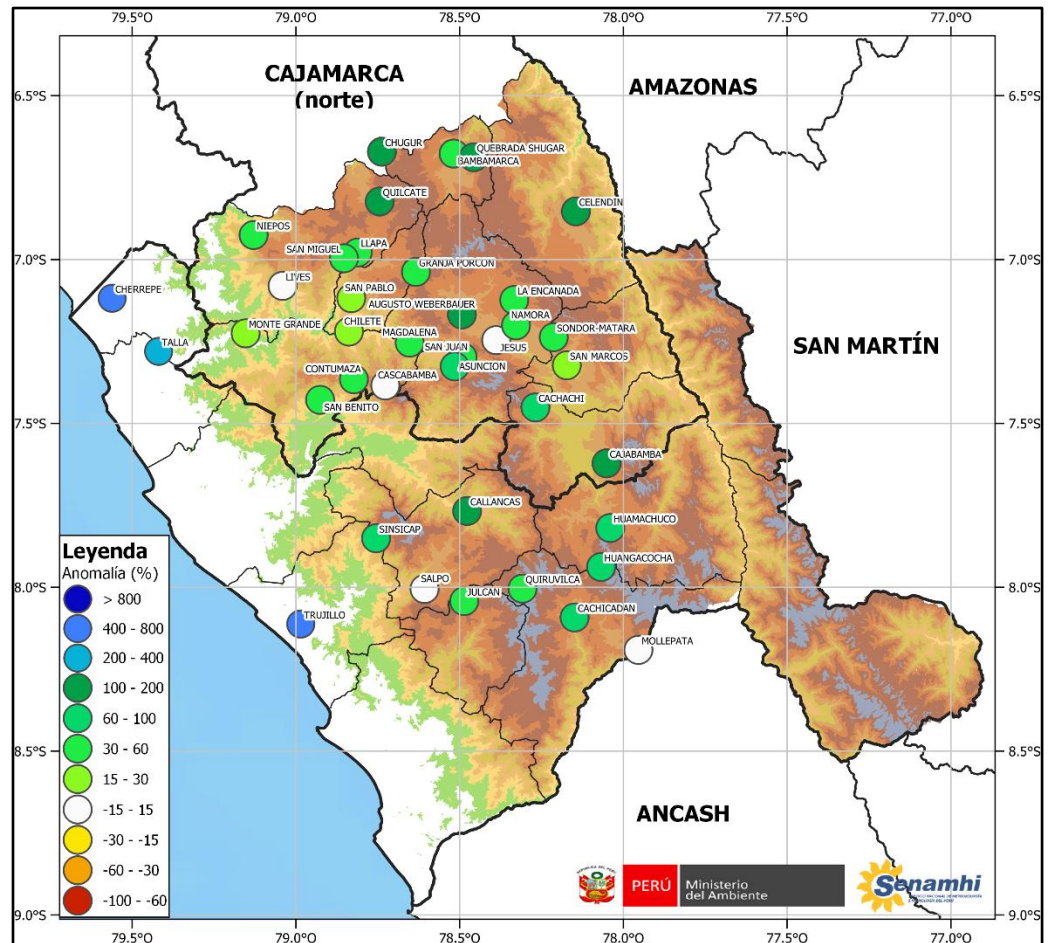 79.5°O 79.0°O 78.5°O 78.0°O 77.5°O 77.0°O
CAJAMARCA
(norte)
AMAZONAS
6.5°S
6.5°S
CHUGUR
QUEBRADA SHUGAR
BAMBAMARCA
QUILCATE
CELENDIN
NIEPOS
SAN MIGUEL
LLAPA
7.0°S
7.0°S
GRANJA PORCON
LIVES
CHERREPE
SAN PABLO
LA ENCANADA
AUGUSTO WEBERBAUER
NAMORA
MONTE GRANDE
CHILETE
MAGDALENA
SONDOR-MATARA
TALLA
SAN JUAN
JESUS
SAN MARCOS
SAN MARTÍN
CONTUMAZA
CASCABAMBA
ASUNCION
SAN BENITO
CACHACHI
7.5°S
7.5°S
CAJABAMBA
CALLANCAS
SINSICAP
HUAMACHUCO
HUANGACOCHA
8.0°S
8.0°S
SALPO
JULCAN
QUIRUVILCA
CACHICADAN
TRUJILLO
MOLLEPATA
Leyenda
Anomalía (%)
> 800
400 - 800
200 - 400
100 - 200
60 - 100
30 - 60
15 - 30
-15 - 15
-30 - -15
-60 - -30
-100 - -60
8.5°S
8.5°S
ANCASH
PERÚ
Ministerio
del Ambiente
Senamhi
9.0°S
9.0°S
79.5°O 79.0°O 78.5°O 78.0°O 77.5°O 77.0°O